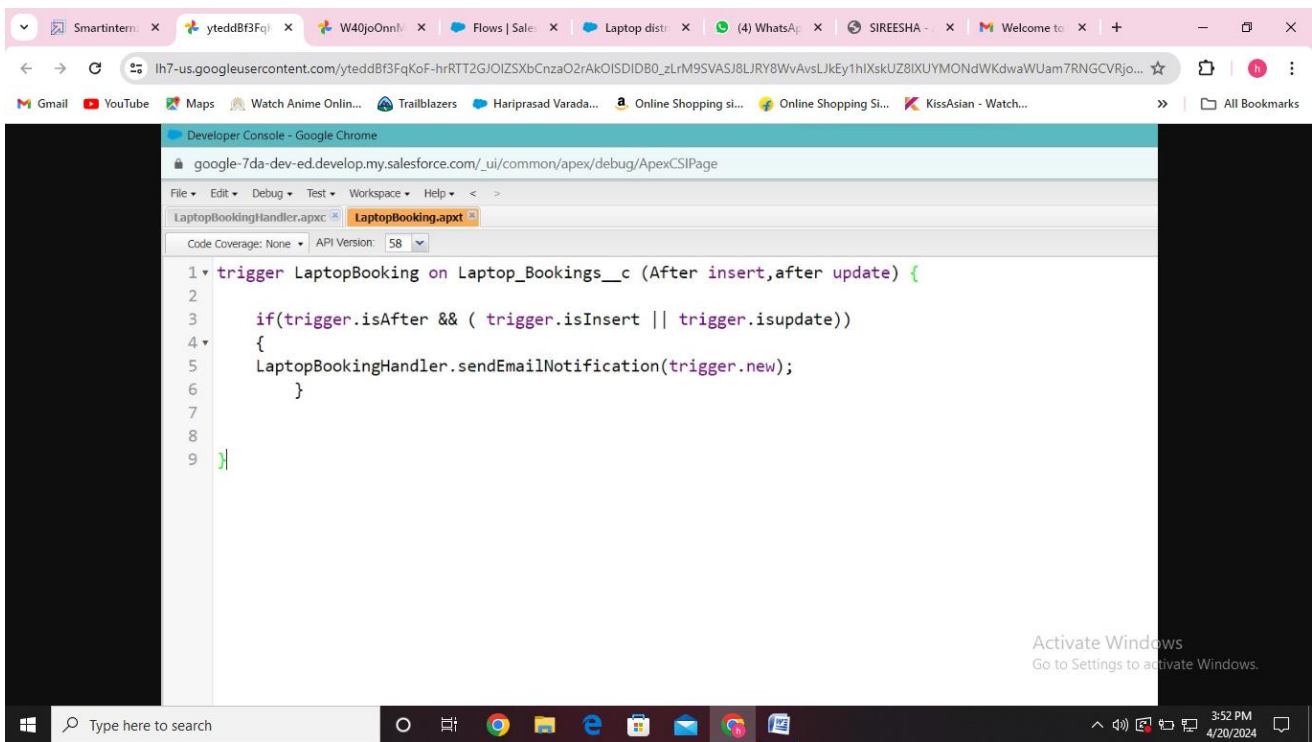 Smartintern
yteddBf3Fql
W40joOnnM
Flows | Sale
Laptop distr
(4) WhatsAp
SIREESHA -
Welcome to
lh7-us.googleusercontent.com/
Gmail
YouTube
Maps
Watch Anime Onlin...
Trailblazers
Hariprasad Varada...
Online Shopping si...
Online Shopping Si...
KissAsian - Watch...
»
All Bookmarks
Developer Console - Google Chrome
google-7da-dev-ed.develop.my.salesforce.com/_ui/common/apex/debug/ApexCSIPage
File Edit Debug Test Workspace Help < >
LaptopBookingHandler.apxc LaptopBooking.apxt
Code Coverage: None API Version: 58
1 trigger LaptopBooking on Laptop_Bookings__c (After insert,after update) {
2
3 if(trigger.isAfter && ( trigger.isInsert || trigger.isupdate))
4 {
5 LaptopBookingHandler.sendEmailNotification(trigger.new);
6 }
7
8
9 }
Activate Windows
Go to Settings to activate Windows.
Type here to search
3:52 PM
4/20/2024